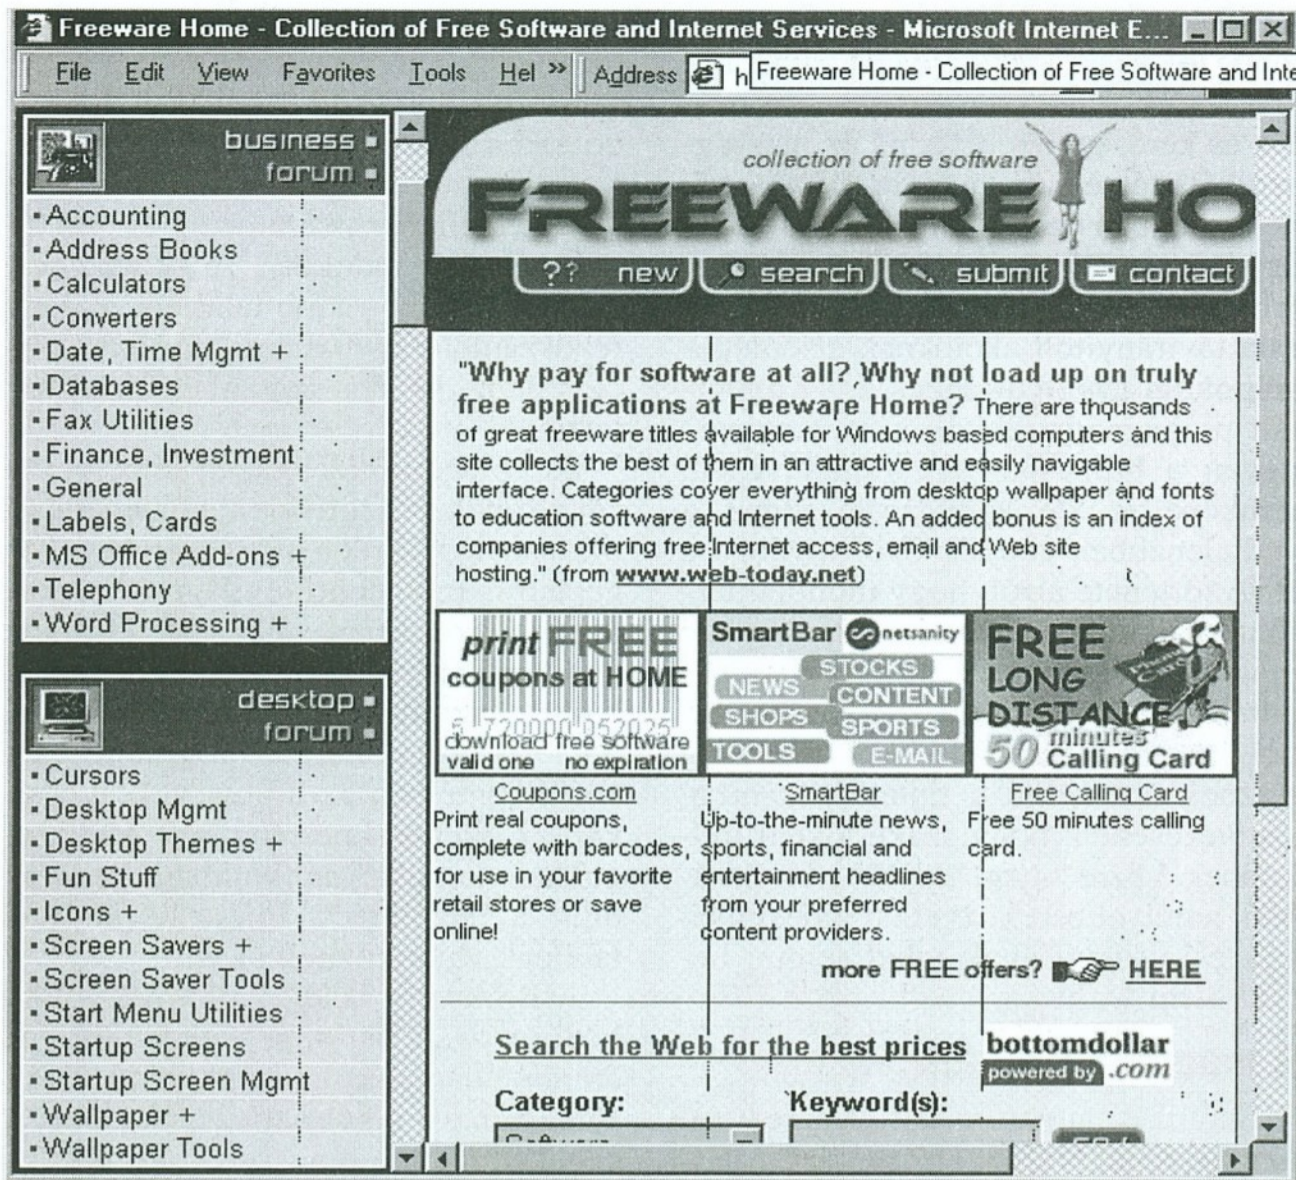 Freeware Home - Collection of Free Software and Internet Services - Microsoft Internet E...
File Edit View Favorites Tools Hel » Address h Freeware Home - Collection of Free Software and Inte
business
forum
Accounting
Address Books
Calculators
Converters
Date, Time Mgmt +
Databases
Fax Utilities
Finance, Investment
General
Labels, Cards
MS Office Add-ons +
Telephony
Word Processing +
desktop
forum
Cursors
Desktop Mgmt
Desktop Themes +
Fun Stuff
Icons +
Screen Savers +
Screen Saver Tools
Start Menu Utilities
Startup Screens
Startup Screen Mgmt
Wallpaper +
Wallpaper Tools
collection of free software
FREEWARE HO
?? new search submit contact
"Why pay for software at all? Why not load up on truly
free applications at Freeware Home? There are thousands
of great freeware titles available for Windows based computers and this
site collects the best of them in an attractive and easily navigable
interface. Categories cover everything from desktop wallpaper and fonts
to education software and Internet tools. An added bonus is an index of
companies offering free Internet access, email and Web site
hosting." (from www.web-today.net)
print FREE
coupons at HOME
5 720000 052025
download free software
valid one no expiration
SmartBar netsanity
STOCKS
NEWS
CONTENT
SHOPS
SPORTS
TOOLS
E-MAIL
FREE
LONG
DISTANCE
50 minutes
Calling Card
Coupons.com
Print real coupons,
complete with barcodes,
for use in your favorite
retail stores or save
online!
SmartBar
Up-to-the-minute news,
sports, financial and
entertainment headlines
from your preferred
content providers.
Free Calling Card
Free 50 minutes calling
card.
more FREE offers? HERE
Search the Web for the best prices
bottomdollar
powered by .com
Category: Keyword(s):
Software